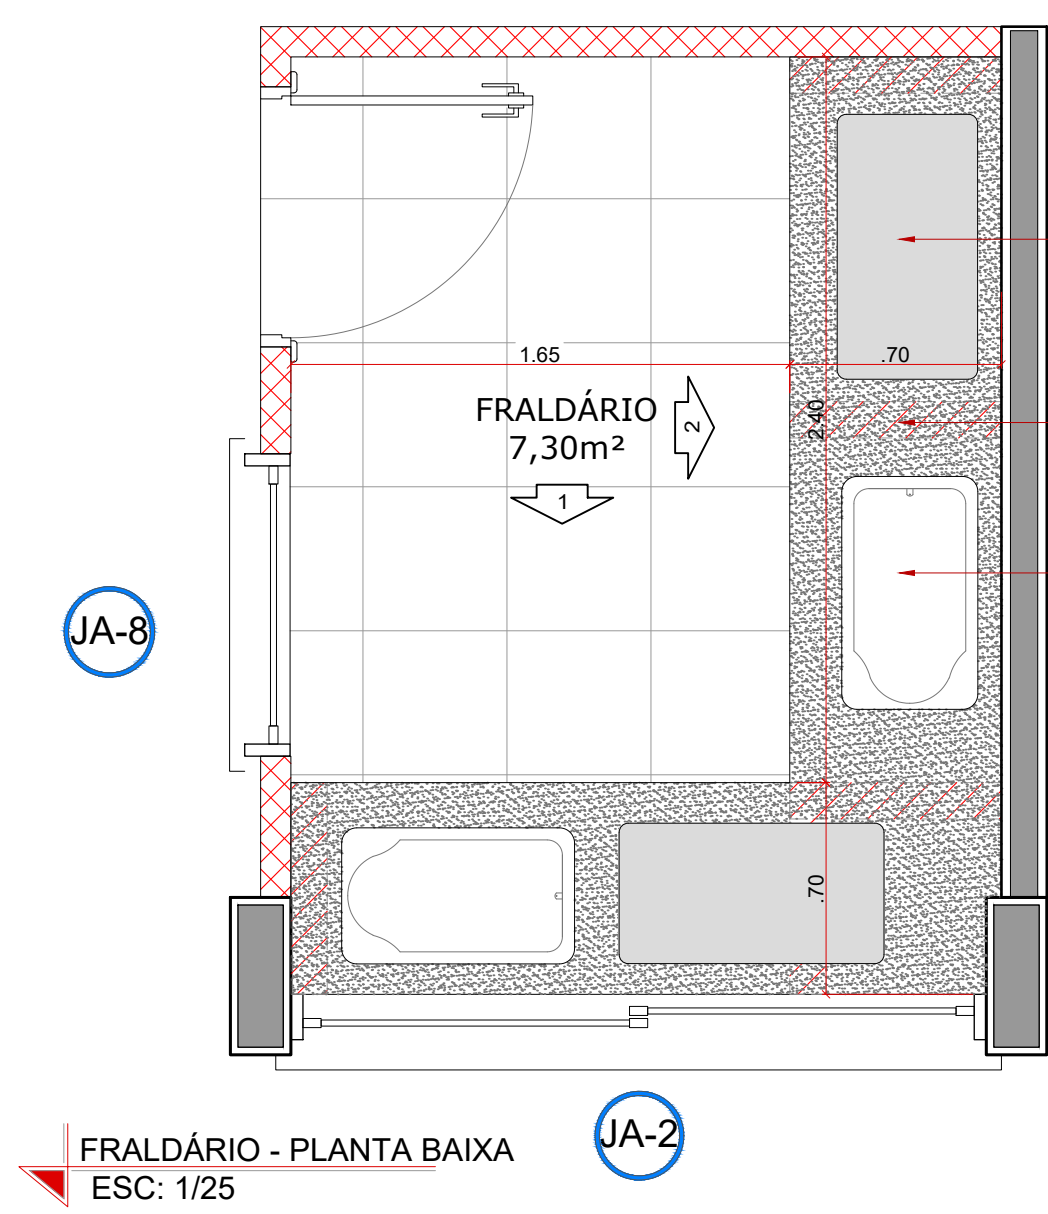 1.65
.70
FRALDÁRIO
7,30m²
2
2.40
1
JA-8
.70
JA-2
FRALDÁRIO - PLANTA BAIXA
ESC: 1/25